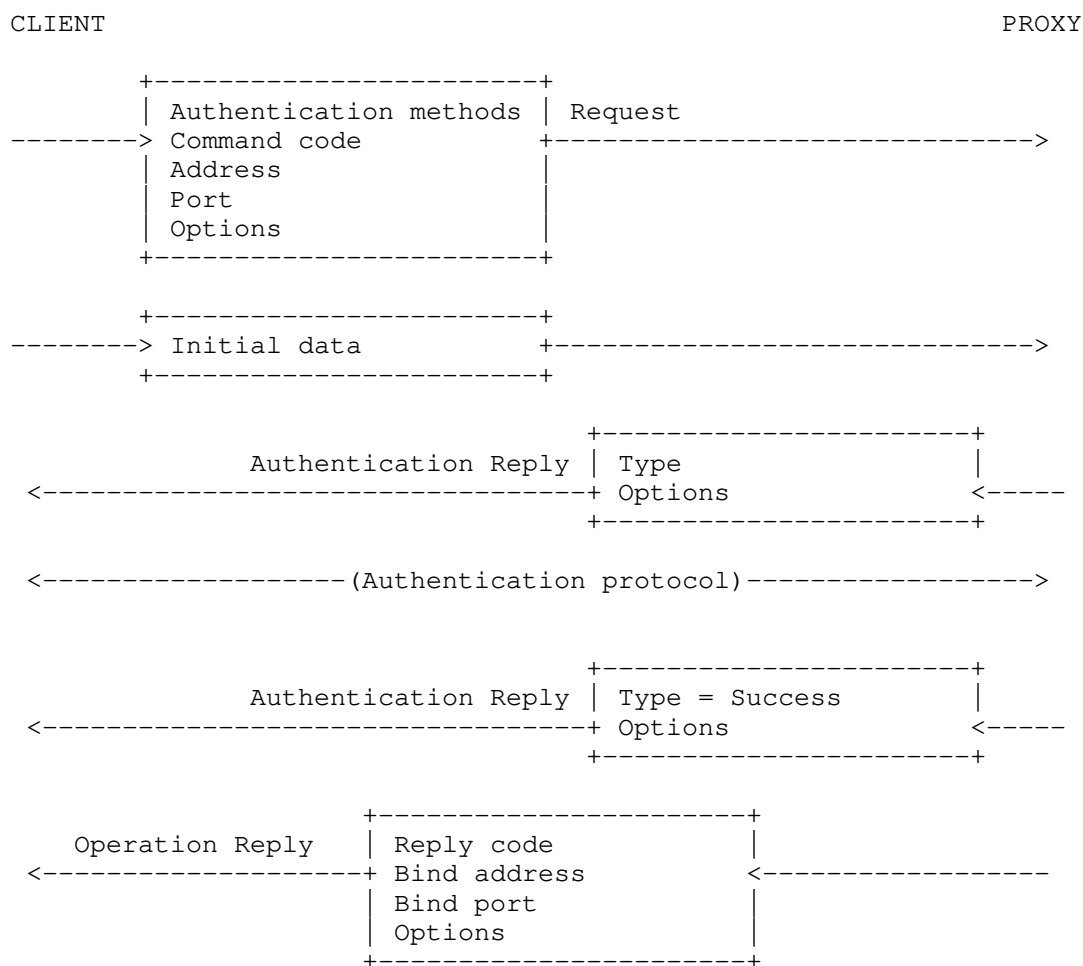 CLIENT PROXY
Authentication methods Request
Command code
Address
Port
Options
Initial data
Authentication Reply Type
Options
(Authentication protocol)
Authentication Reply Type = Success
Options
Operation Reply Reply code
Bind address
Bind port
Options